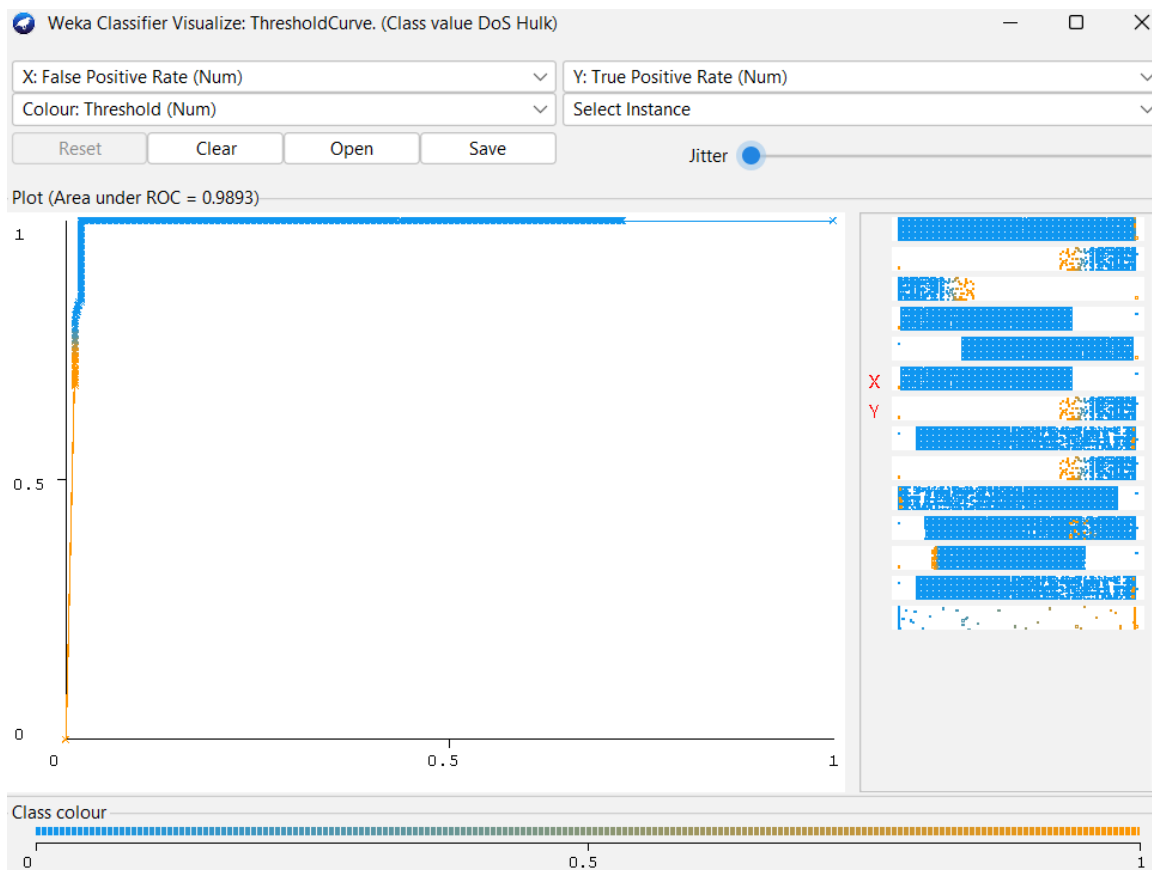 Weka Classifier Visualize: ThresholdCurve. (Class value DoS Hulk)
X: False Positive Rate (Num) Y: True Positive Rate (Num)
Colour: Threshold (Num) Select Instance
Reset Clear Open Save Jitter
Plot (Area under ROC = 0.9893)
1
X
Y
0.5
0
0 0.5 1
Class colour
0 0.5 1